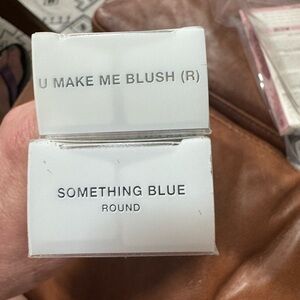 U MAKE ME BLUSH (R)
SOMETHING BLUE
ROUND